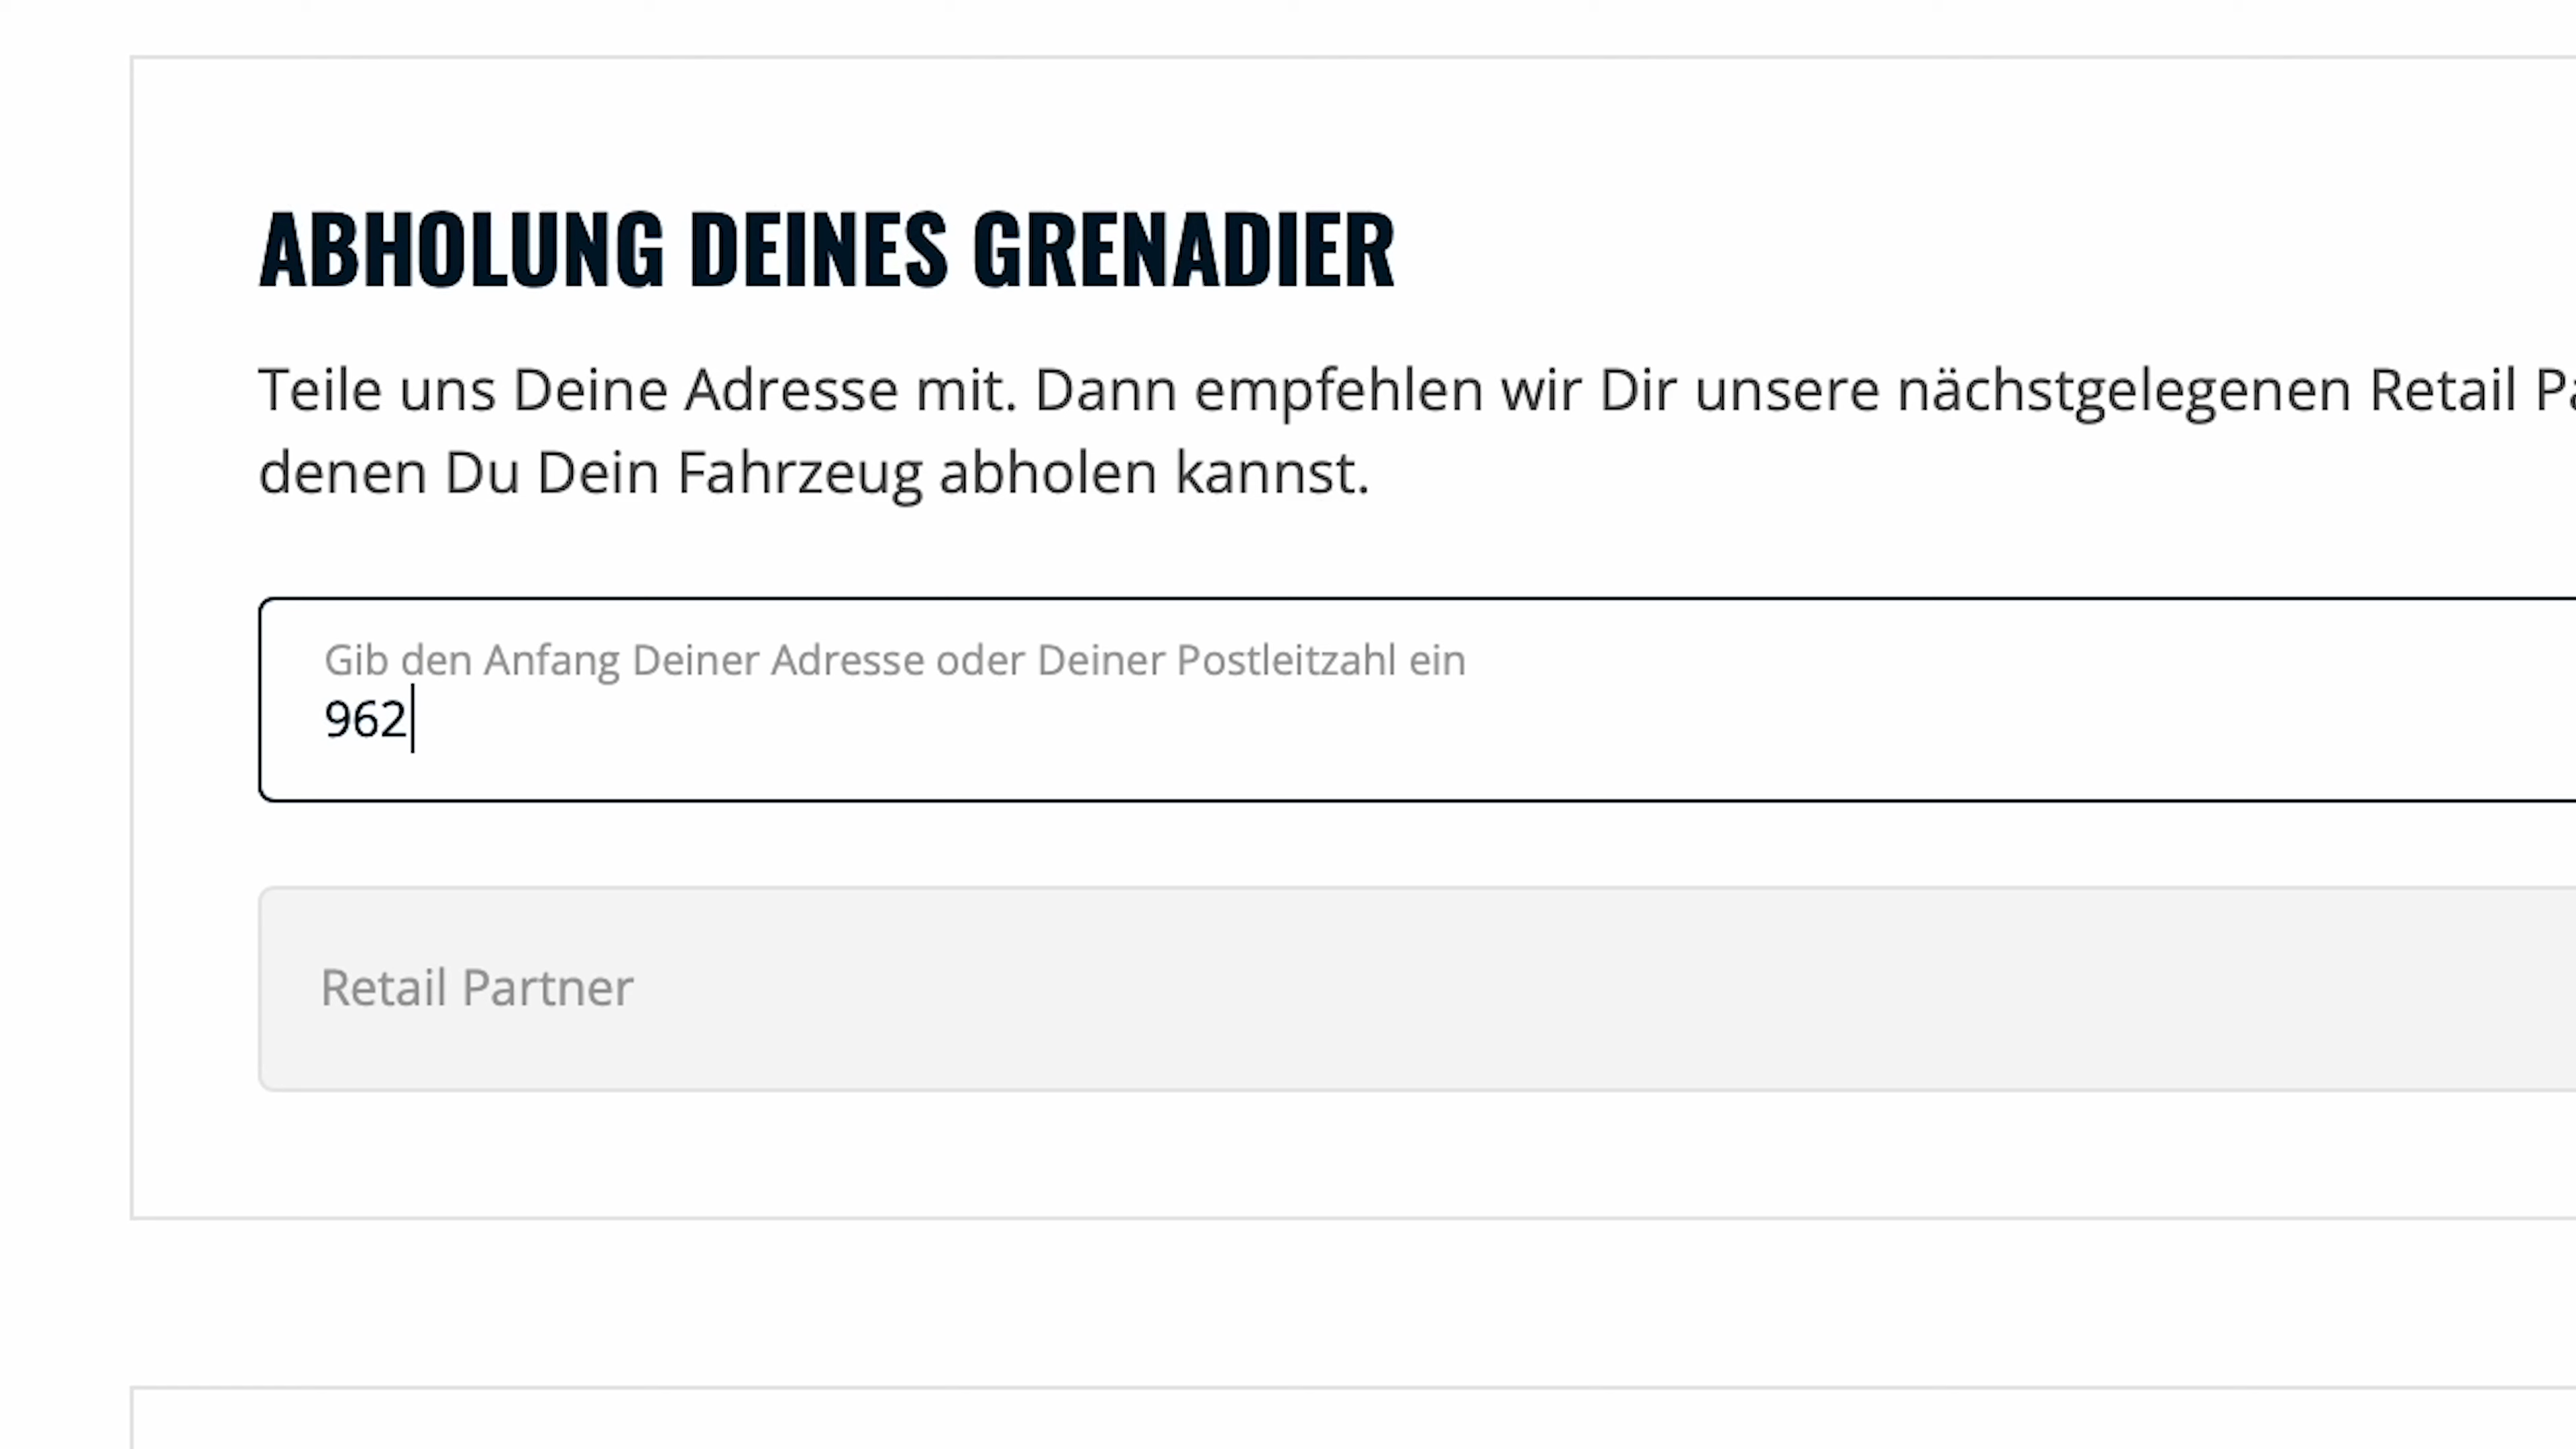 ABHOLUNG DEINES GRENADIER
Teile uns Deine Adresse mit. Dann empfehlen wir Dir unsere nächstgelegenen Retail
denen Du Dein Fahrzeug abholen kannst.
Gib den Anfang Deiner Adresse oder Deiner Postleitzahl ein
962
Retail Partner